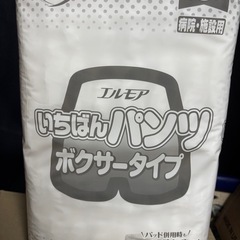 病院・施設用
エルモア
いちばんパンツ
ボクサータイプ
パッド併用時も